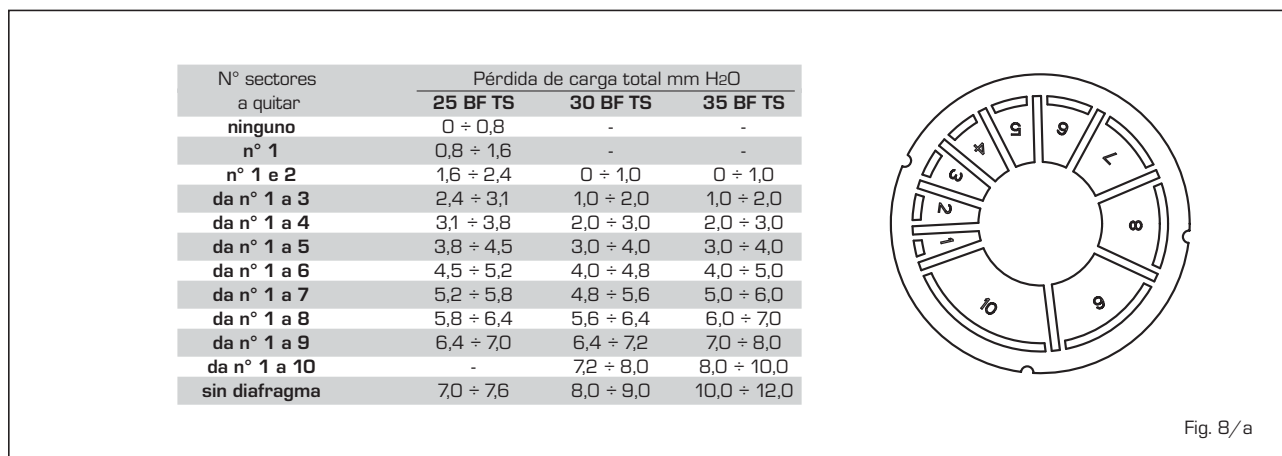 N° sectores Pérdida de carga total mm H2O
a quitar 25 BF TS 30 BF TS 35 BF TS
ninguno 0 ÷ 0,8 - -
n° 1 0,8 ÷ 1,6 - -
n° 1 e 2 1,6 ÷ 2,4 0 ÷ 1,0 0 ÷ 1,0
da n° 1 a 3 2,4 ÷ 3,1 1,0 ÷ 2,0 1,0 ÷ 2,0
da n° 1 a 4 3,1 ÷ 3,8 2,0 ÷ 3,0 2,0 ÷ 3,0
da n° 1 a 5 3,8 ÷ 4,5 3,0 ÷ 4,0 3,0 ÷ 4,0
da n° 1 a 6 4,5 ÷ 5,2 4,0 ÷ 4,8 4,0 ÷ 5,0
da n° 1 a 7 5,2 ÷ 5,8 4,8 ÷ 5,6 5,0 ÷ 6,0
da n° 1 a 8 5,8 ÷ 6,4 5,6 ÷ 6,4 6,0 ÷ 7,0
da n° 1 a 9 6,4 ÷ 7,0 6,4 ÷ 7,2 7,0 ÷ 8,0
da n° 1 a 10 - 7,2 ÷ 8,0 8,0 ÷ 10,0
sin diafragma 7,0 ÷ 7,6 8,0 ÷ 9,0 10,0 ÷ 12,0
1
2
3
4
5
6
7
8
9
10
Fig. 8/a